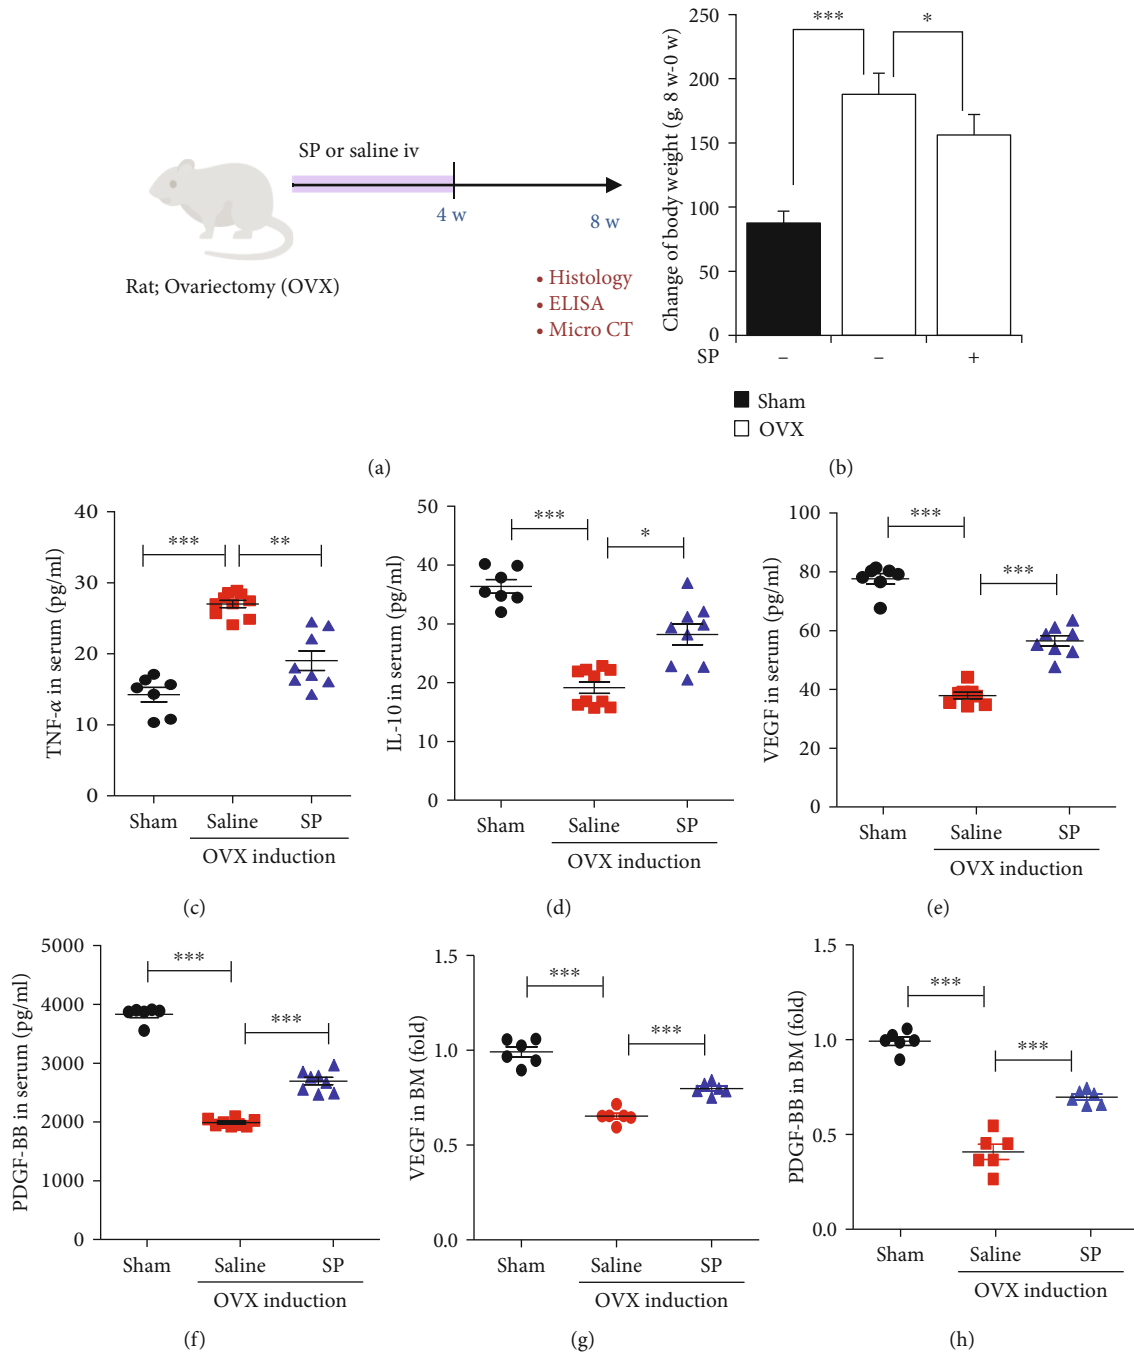 SP or saline iv
4 w
8 w
Rat; Ovariectomy (OVX)
• Histology
• ELISA
• Micro CT
(a)
Change of body weight (g, 8 w-0 w)
250
200
150
100
50
0
***
*
SP
–
–
+
Sham
OVX
(b)
TNF-α in serum (pg/ml)
40
30
20
10
0
***
**
Sham
Saline
SP
OVX induction
(c)
IL-10 in serum (pg/ml)
50
40
30
20
10
0
***
*
Sham
Saline
SP
OVX induction
(d)
VEGF in serum (pg/ml)
100
80
60
40
20
0
***
***
Sham
Saline
SP
OVX induction
(e)
PDGF-BB in serum (pg/ml)
5000
4000
3000
2000
1000
0
***
***
Sham
Saline
SP
OVX induction
(f)
VEGF in BM (fold)
1.5
1.0
0.5
0.0
***
***
Sham
Saline
SP
OVX induction
(g)
PDGF-BB in BM (fold)
1.5
1.0
0.5
0.0
***
***
Sham
Saline
SP
OVX induction
(h)